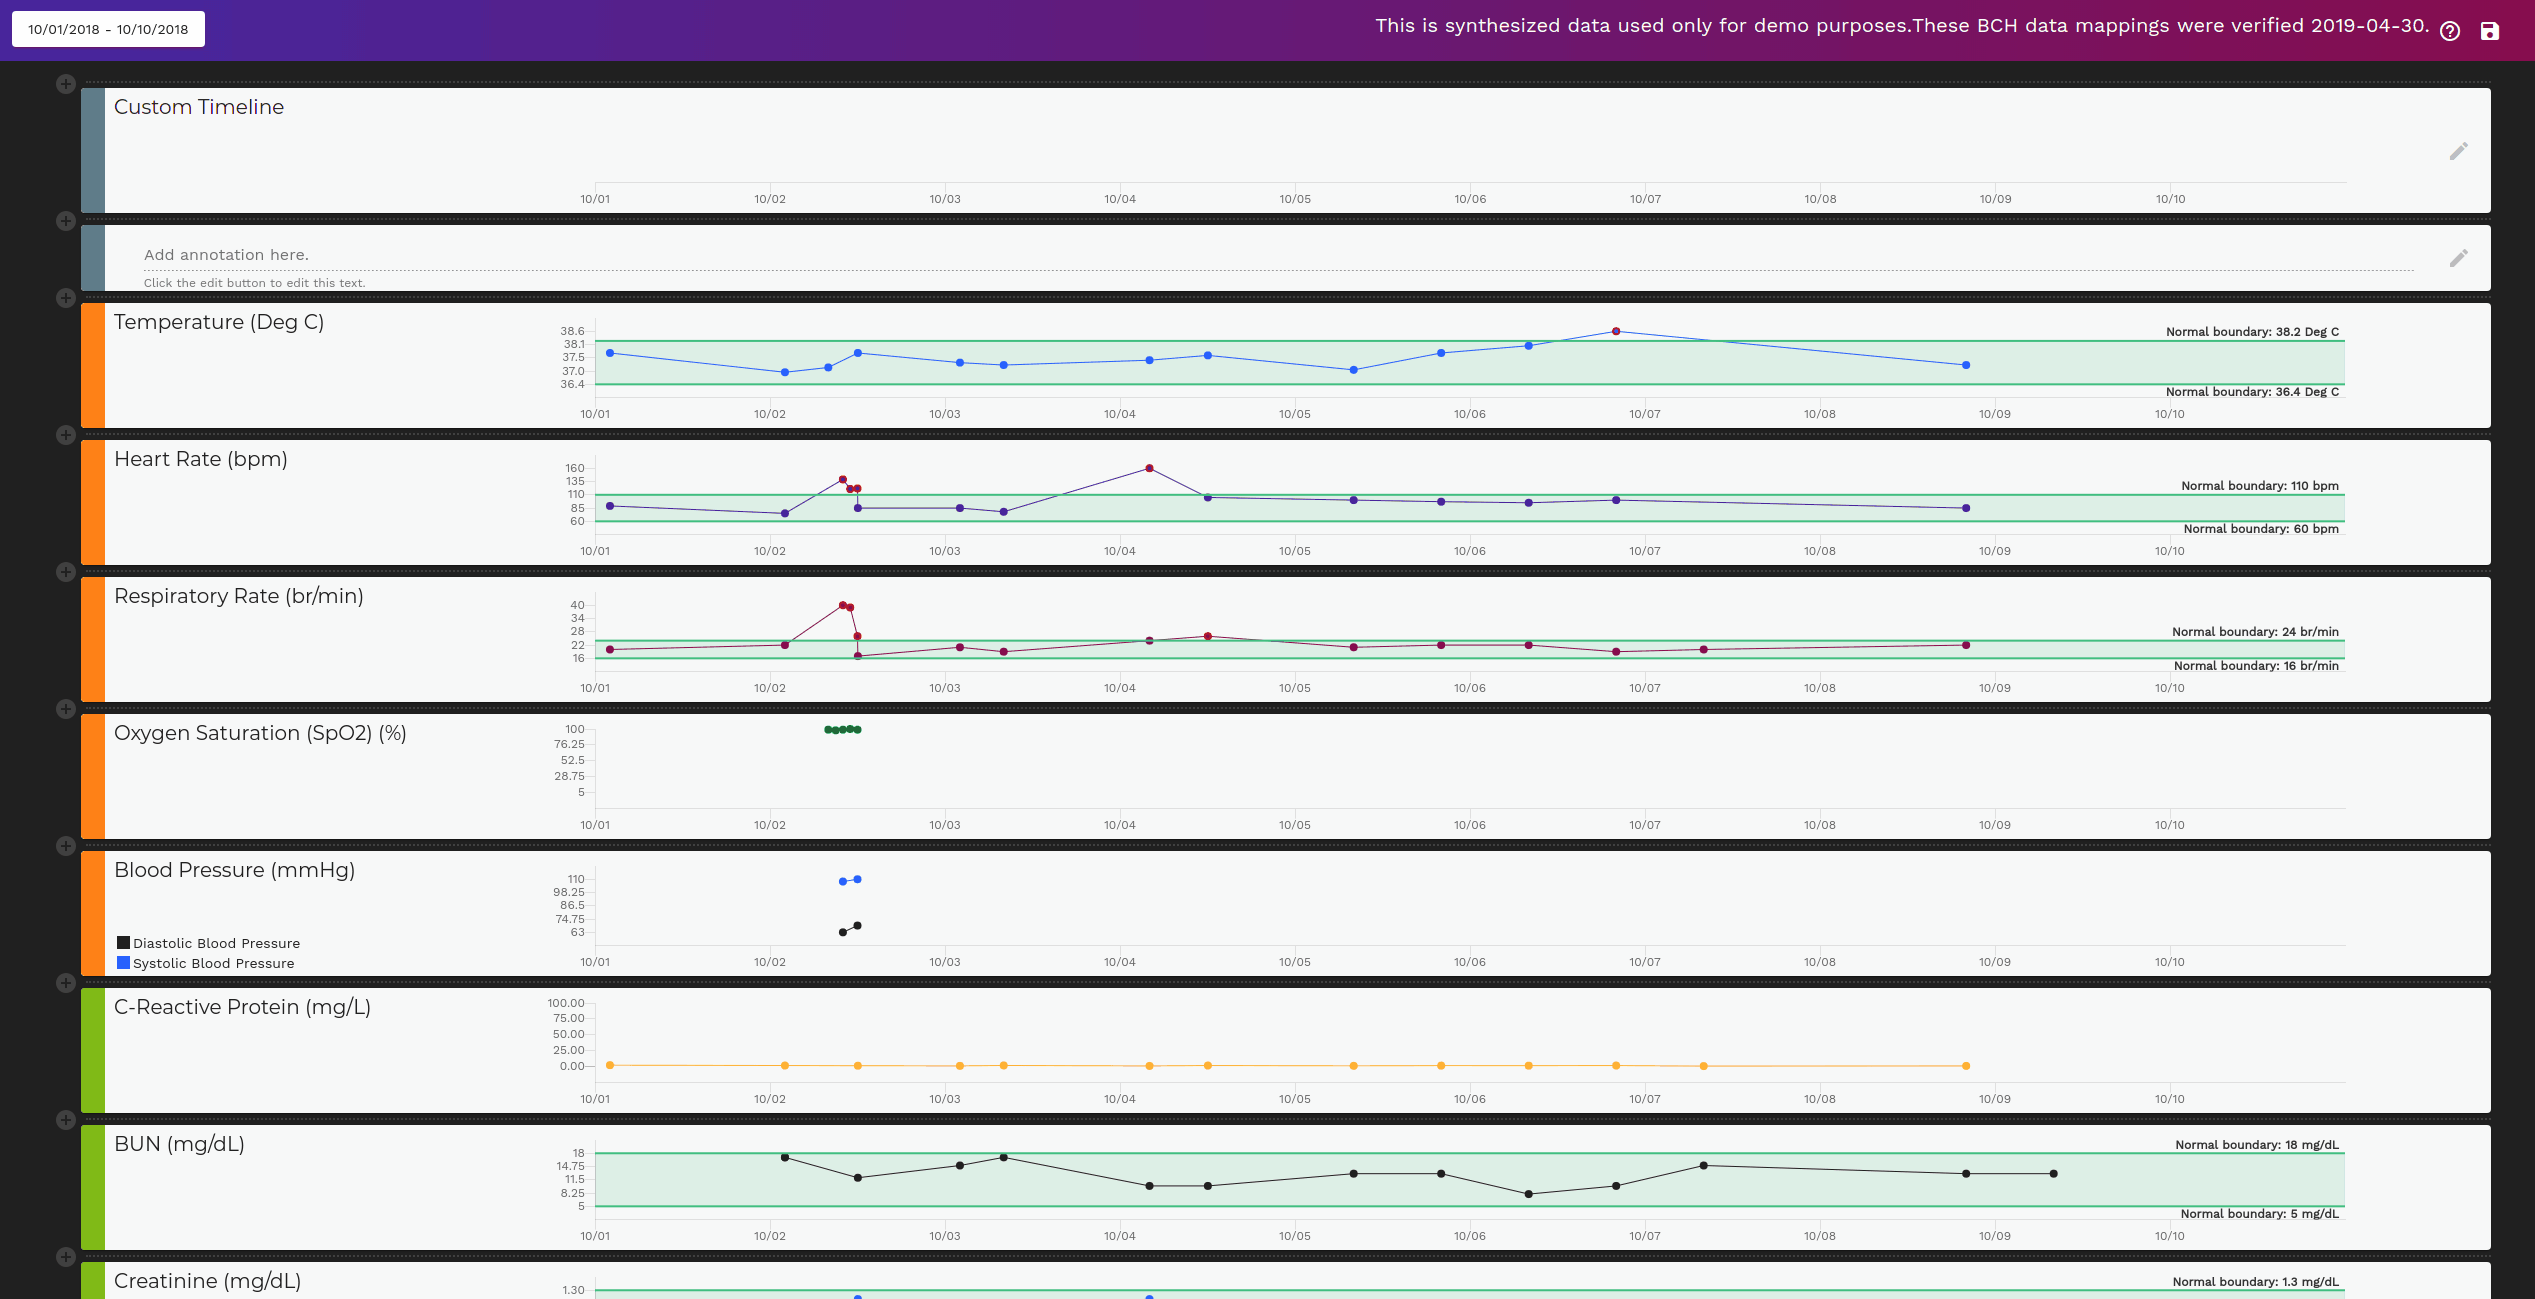 10/01/2018 - 10/10/2018
This is synthesized data used only for demo purposes.These BCH data mappings were verified 2019-04-30.
Custom Timeline
10/01 10/02 10/03 10/04 10/05 10/06 10/07 10/08 10/09 10/10
Add annotation here.
Click the edit button to edit this text.
Temperature (Deg C)
38.6
38.1
37.5
37.0
36.4
Normal boundary: 38.2 Deg C
Normal boundary: 36.4 Deg C
10/01 10/02 10/03 10/04 10/05 10/06 10/07 10/08 10/09 10/10
Heart Rate (bpm)
160
135
110
85
60
Normal boundary: 110 bpm
Normal boundary: 60 bpm
10/01 10/02 10/03 10/04 10/05 10/06 10/07 10/08 10/09 10/10
Respiratory Rate (br/min)
40
34
28
22
16
Normal boundary: 24 br/min
Normal boundary: 16 br/min
10/01 10/02 10/03 10/04 10/05 10/06 10/07 10/08 10/09 10/10
Oxygen Saturation (SpO2) (%)
100
76.25
52.5
28.75
5
10/01 10/02 10/03 10/04 10/05 10/06 10/07 10/08 10/09 10/10
Blood Pressure (mmHg)
110
98.25
86.5
74.75
63
Diastolic Blood Pressure
Systolic Blood Pressure
10/01 10/02 10/03 10/04 10/05 10/06 10/07 10/08 10/09 10/10
C-Reactive Protein (mg/L)
100.00
75.00
50.00
25.00
0.00
10/01 10/02 10/03 10/04 10/05 10/06 10/07 10/08 10/09 10/10
BUN (mg/dL)
18
14.75
11.5
8.25
5
Normal boundary: 18 mg/dL
Normal boundary: 5 mg/dL
10/01 10/02 10/03 10/04 10/05 10/06 10/07 10/08 10/09 10/10
Creatinine (mg/dL)
1.30
Normal boundary: 1.3 mg/dL